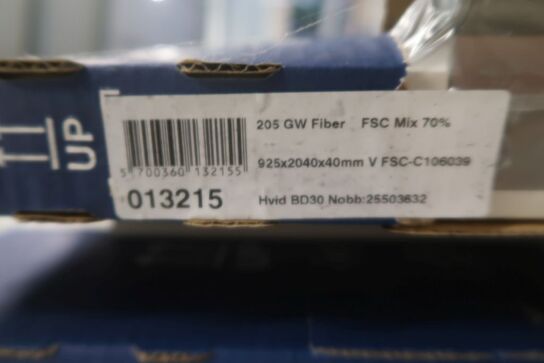 UP
205 GW Fiber FSC Mix 70%
925x2040x40mm V FSC-C106039
5 700360 132155
013215
Hvid BD30 Nobb:25503632